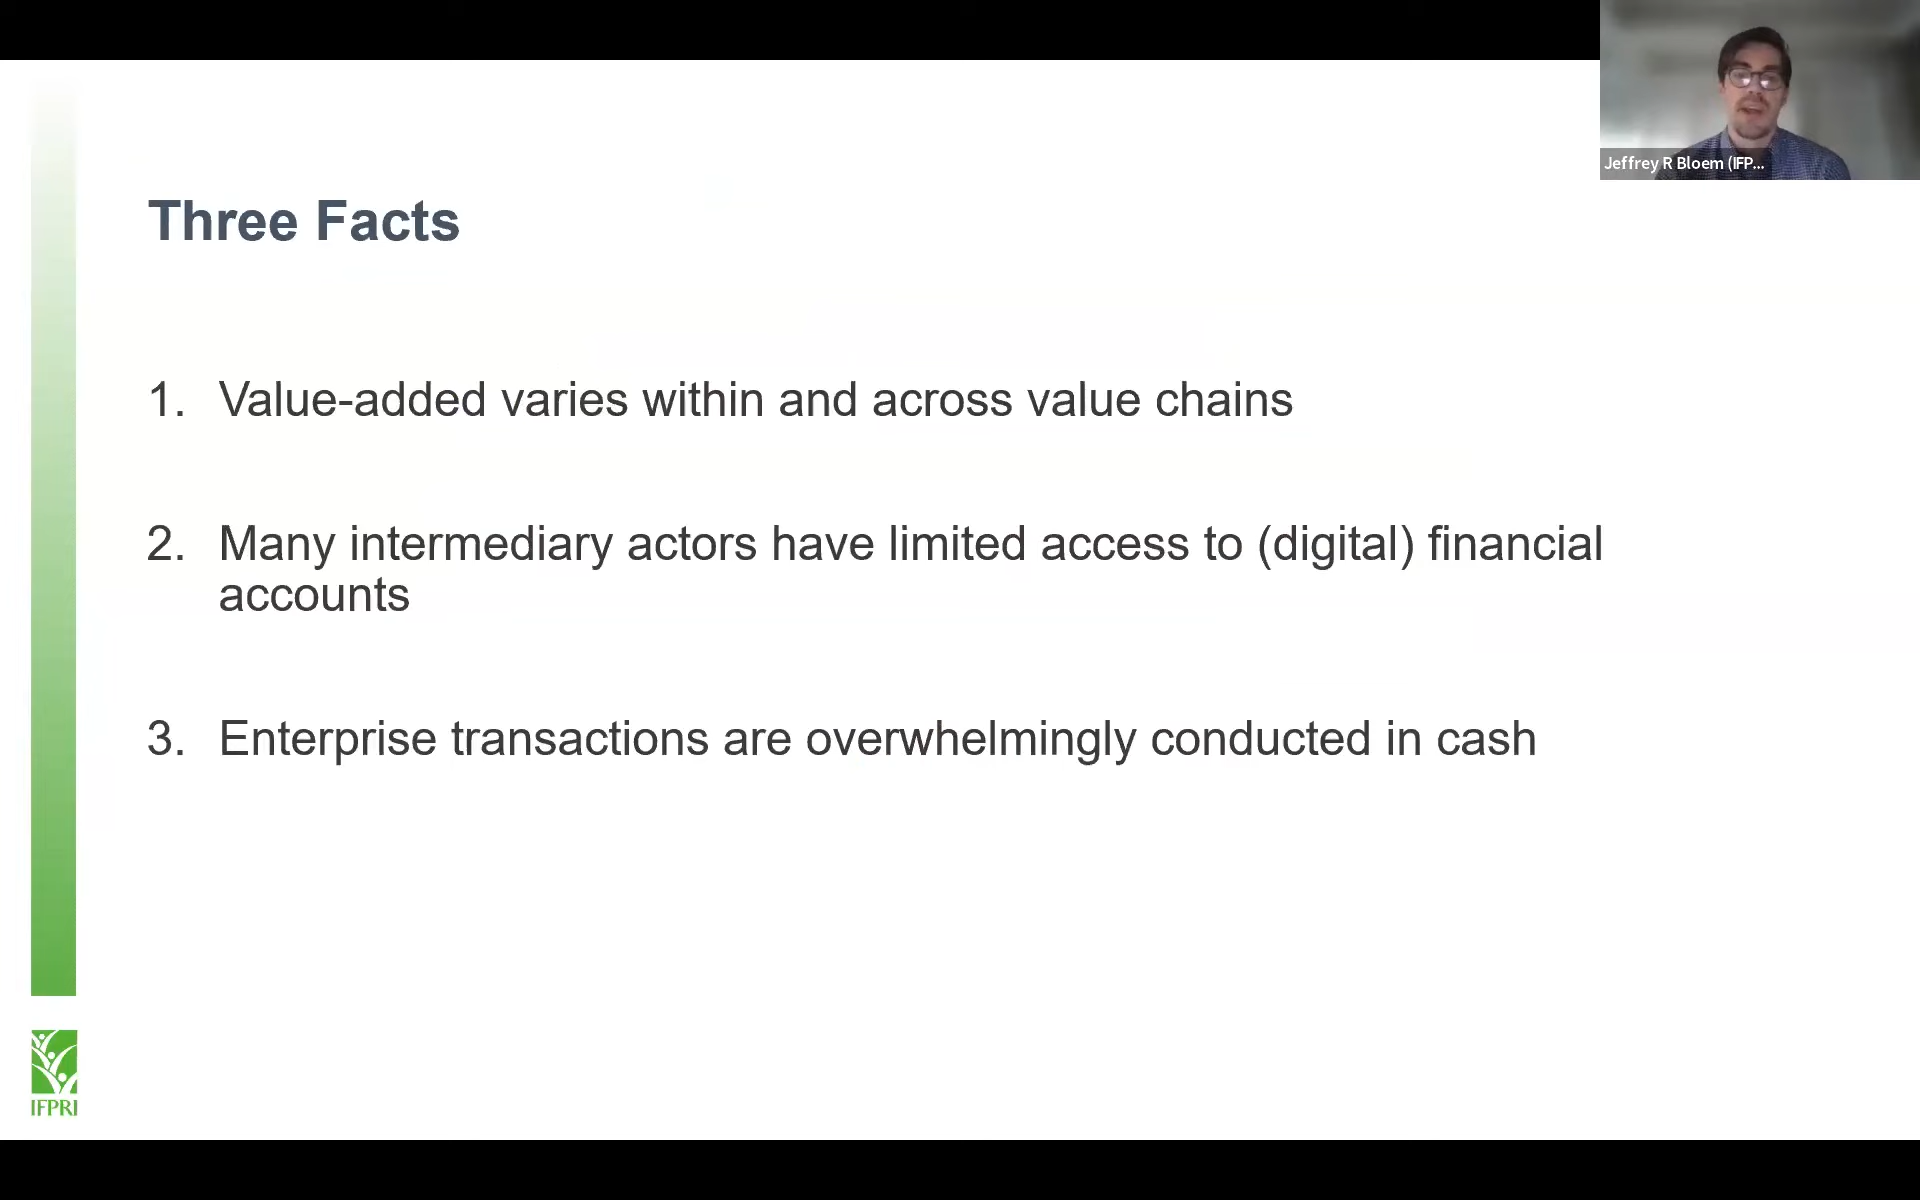 Jeffrey R Bloem (IFP...
Three Facts
1. Value-added varies within and across value chains
2. Many intermediary actors have limited access to (digital) financial
accounts
3. Enterprise transactions are overwhelmingly conducted in cash
IFPRI